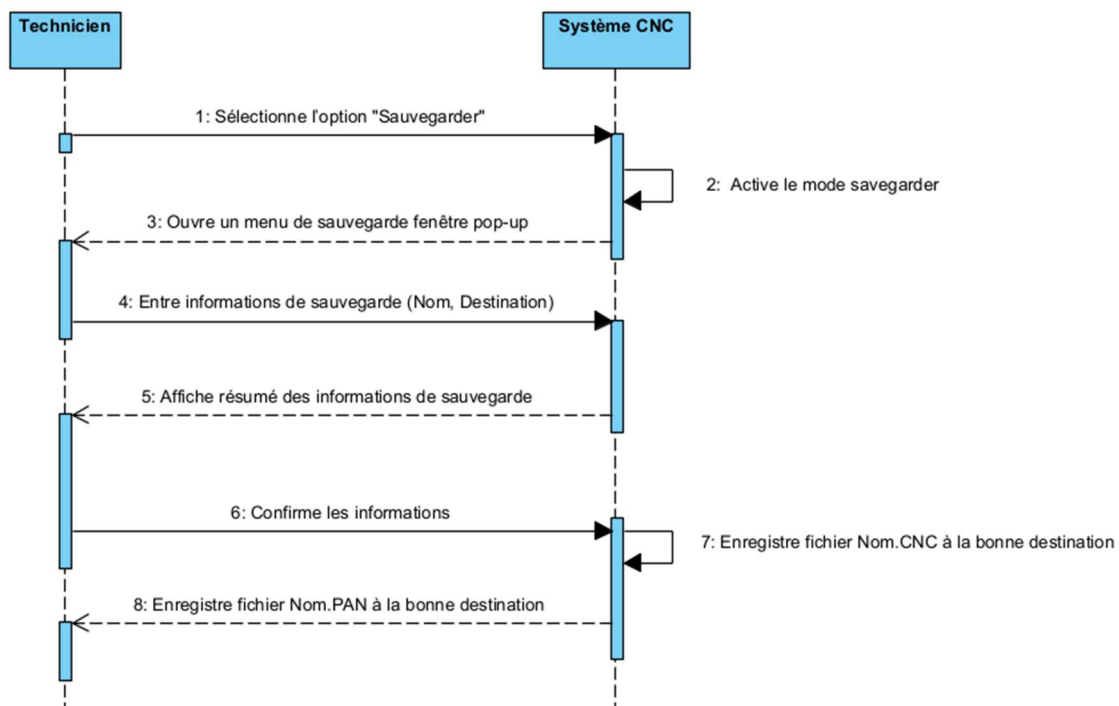 Technicien
Système CNC
1: Sélectionne l'option "Sauvegarder"
2: Active le mode savegarder
3: Ouvre un menu de sauvegarde fenêtre pop-up
4: Entre informations de sauvegarde (Nom, Destination)
5: Affiche résumé des informations de sauvegarde
6: Confirme les informations
7: Enregistre fichier Nom.CNC à la bonne destination
8: Enregistre fichier Nom.PAN à la bonne destination